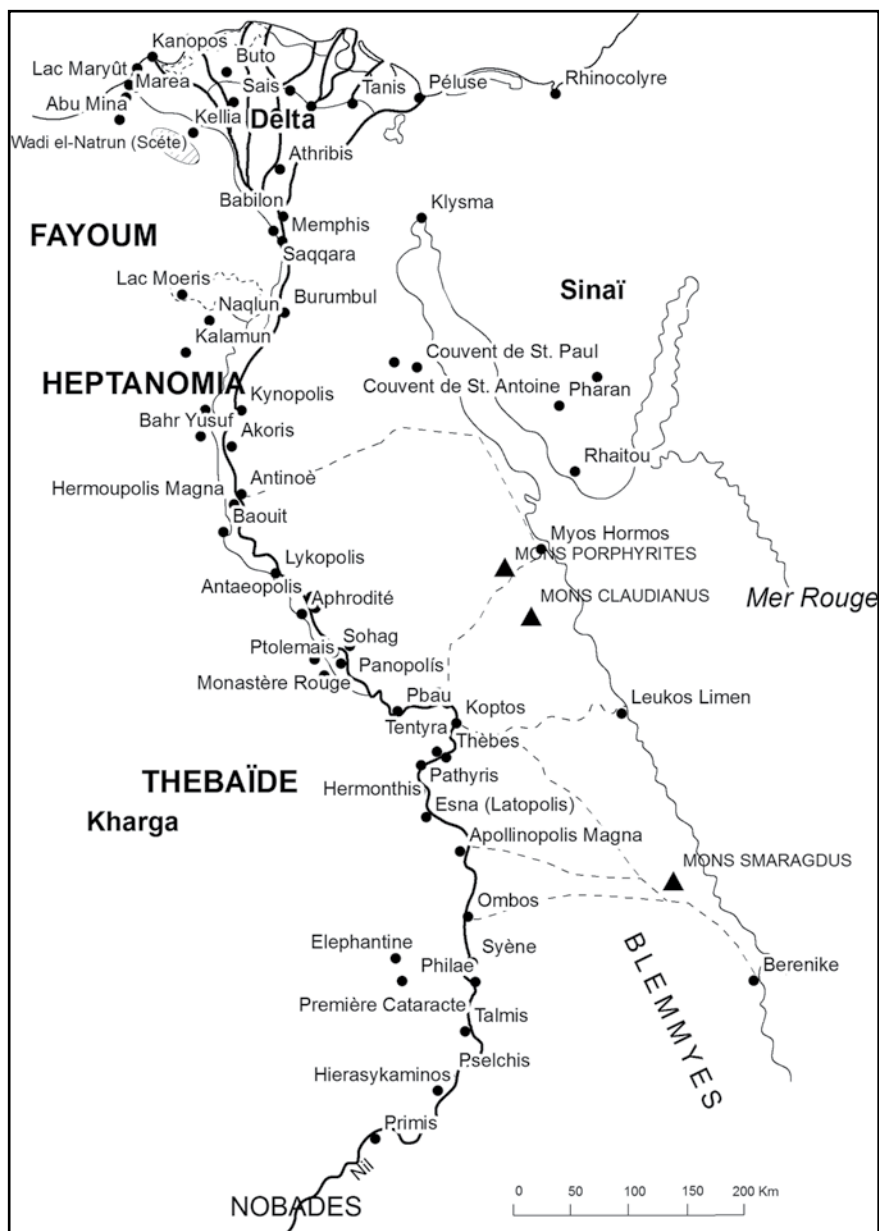 Kanopos
Buto
Lac Maryût
Marea
Sais
Tanis
Péluse
Rhinocolyre
Abu Mina
Kellia
Delta
Wadi el-Natrun (Scéte)
Athribis
Babilon
Memphis
Klysma
FAYOUM
Saqqara
Lac Moeris
Naqlun
Burumbul
Sinaï
Kalamun
Couvent de St. Paul
HEPTANOMIA
Kynopolis
Couvent de St. Antoine
Pharan
Bahr Yusuf
Akoris
Rhaitou
Antinoè
Hermoupolis Magna
Baouit
Myos Hormos
Lykopolis
MONS PORPHYRITES
Antaeopolis
Aphrodité
MONS CLAUDIANUS
Mer Rouge
Sohag
Ptolemais
Panopolís
Monastère Rouge
Pbau
Koptos
Leukos Limen
Tentyra
Thèbes
THEBAÏDE
Pathyris
Hermonthis
Kharga
Esna (Latopolis)
Apollinopolis Magna
MONS SMARAGDUS
Ombos
Elephantine
Syène
BLEMMYES
Philae
Berenike
Première Cataracte
Talmis
Pselchis
Hierasykaminos
Primis
Nil
NOBADES
0 50 100 150 200 Km